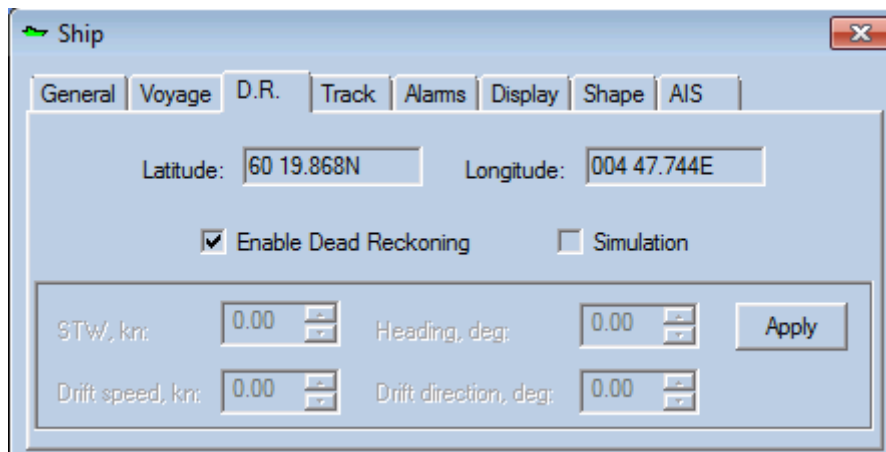 Ship
General Voyage D.R. Track Alarms Display Shape AIS
Latitude: 60 19.868N Longitude: 004 47.744E
Enable Dead Reckoning Simulation
STW, kn: 0.00 Heading, deg: 0.00 Apply
Drift speed, kn: 0.00 Drift direction, deg: 0.00